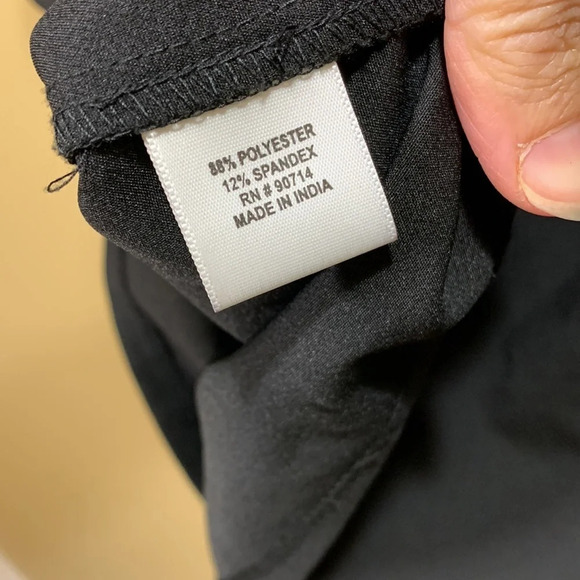 88% POLYESTER
12% SPANDEX
RN # 90714
MADE IN INDIA